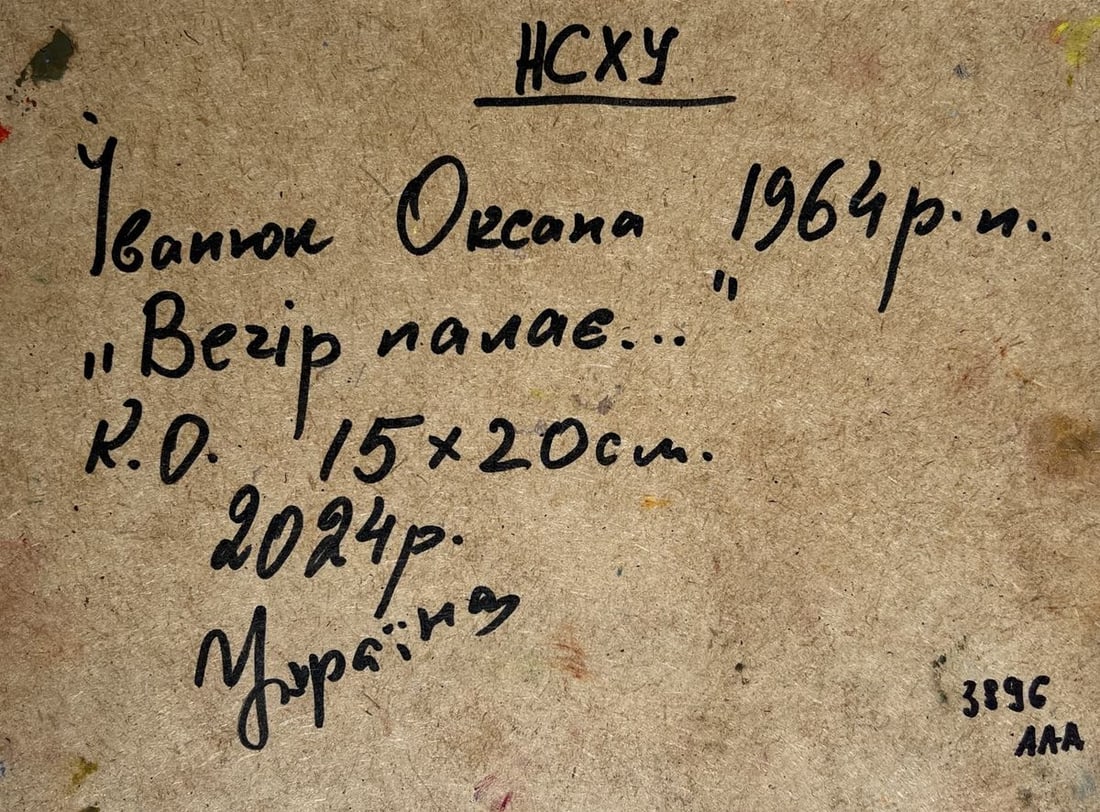 НСХУ
Іванюк Оксана 1964р.н..
„Вечір палає..."
К.О. 15×20см.
2024р.
Україна
3896
ААА